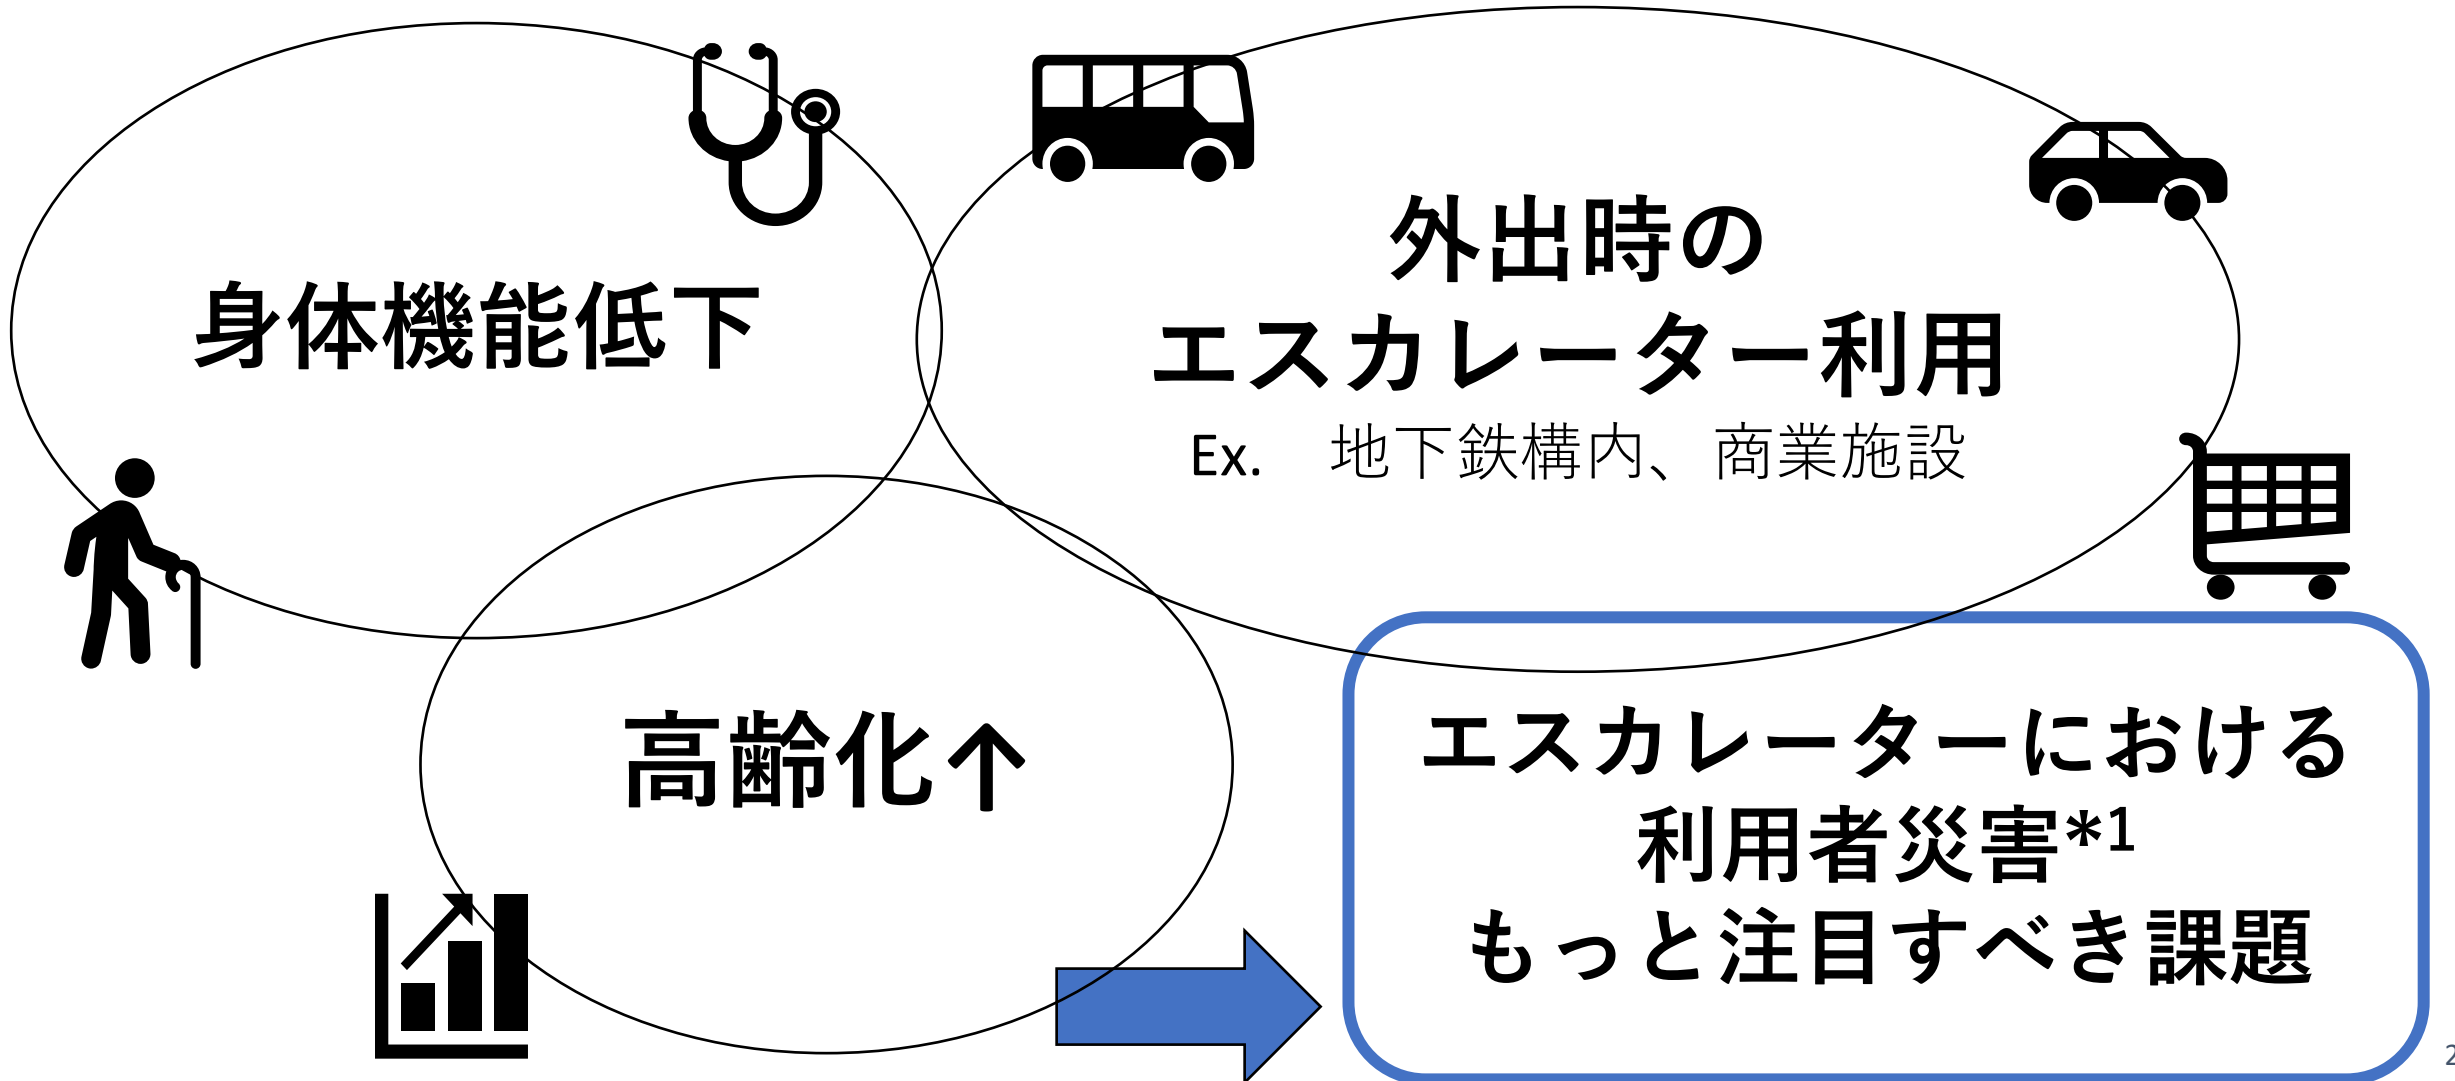 身体機能低下
外出時の
エスカレーター利用
Ex.　地下鉄構内、商業施設
高齢化↑
エスカレーターにおける
利用者災害*1
もっと注目すべき課題
2